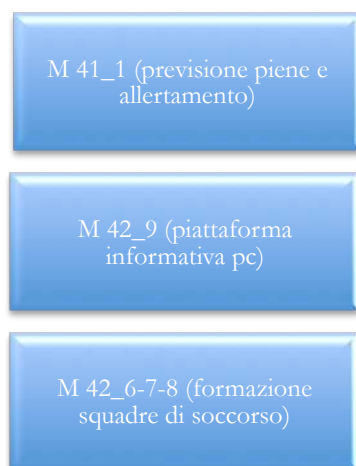 M 41_1 (previsione piene e
allertamento)
M 42_9 (piattaforma
informativa pc)
M 42_6-7-8 (formazione
squadre di soccorso)